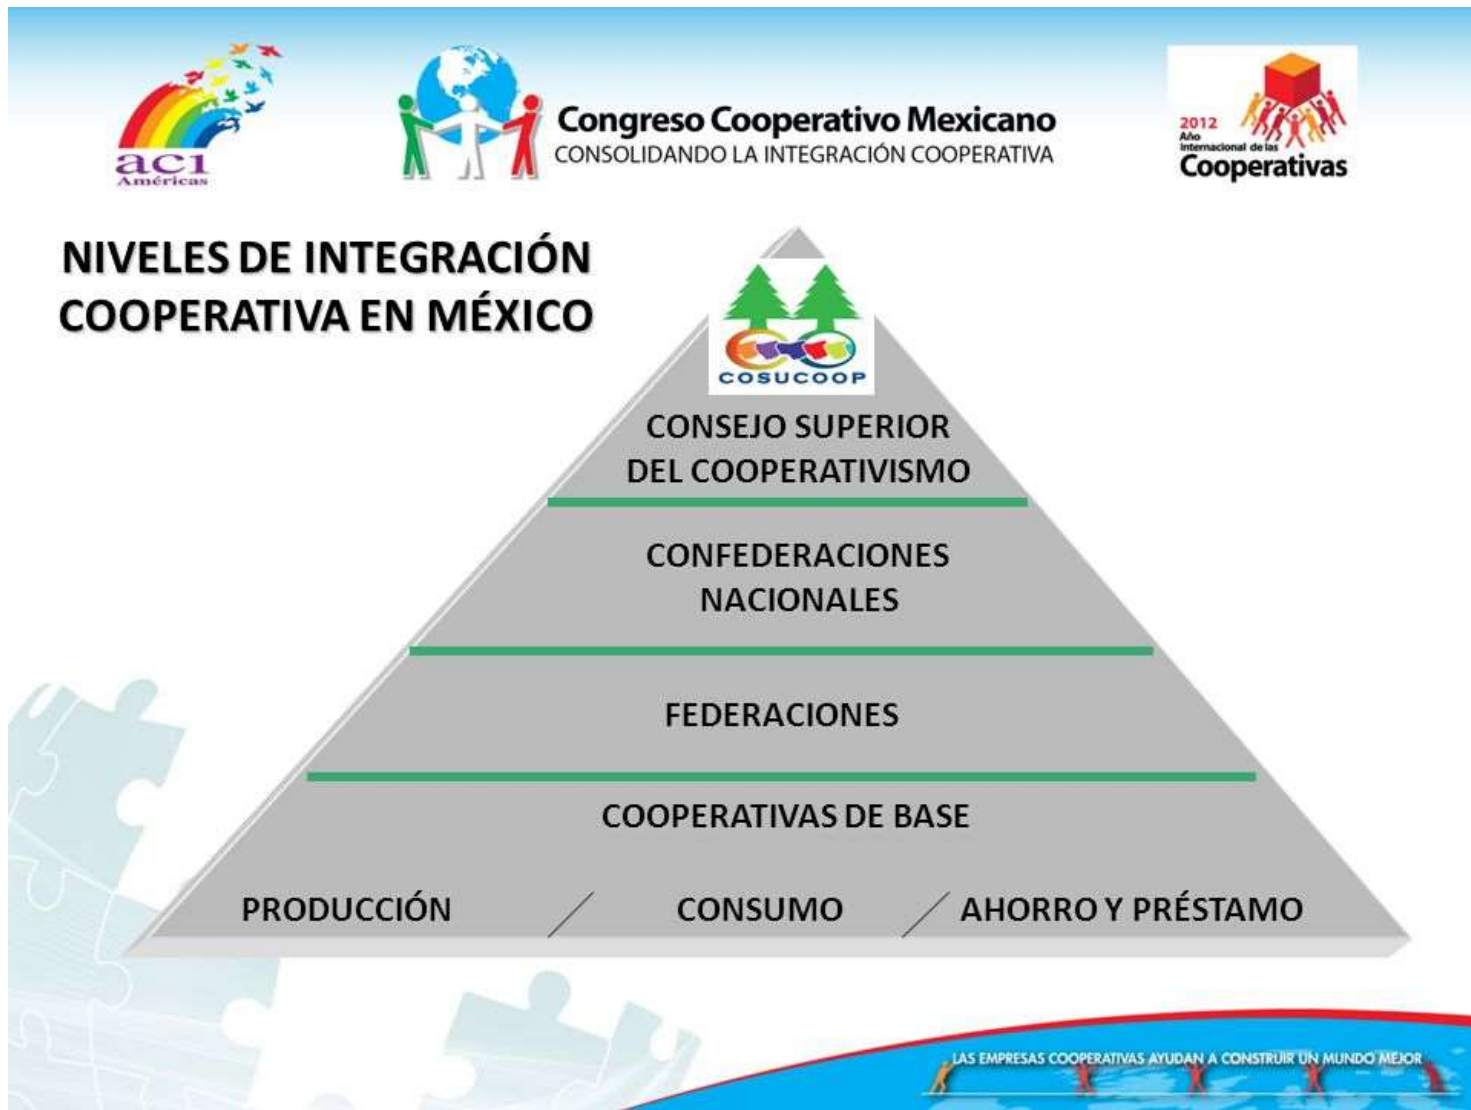 aci
Américas
Congreso Cooperativo Mexicano
CONSOLIDANDO LA INTEGRACIÓN COOPERATIVA
2012
Año
Internacional de las
Cooperativas
NIVELES DE INTEGRACIÓN
COOPERATIVA EN MÉXICO
COSUCOOP
CONSEJO SUPERIOR
DEL COOPERATIVISMO
CONFEDERACIONES
NACIONALES
FEDERACIONES
COOPERATIVAS DE BASE
PRODUCCIÓN / CONSUMO / AHORRO Y PRÉSTAMO
LAS EMPRESAS COOPERATIVAS AYUDAN A CONSTRUIR UN MUNDO MEJOR